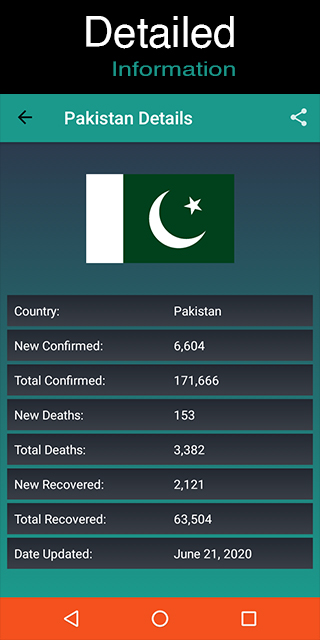 Detailed
Information
Pakistan Details
Country: Pakistan
New Confirmed: 6,604
Total Confirmed: 171,666
New Deaths: 153
Total Deaths: 3,382
New Recovered: 2,121
Total Recovered: 63,504
Date Updated: June 21, 2020